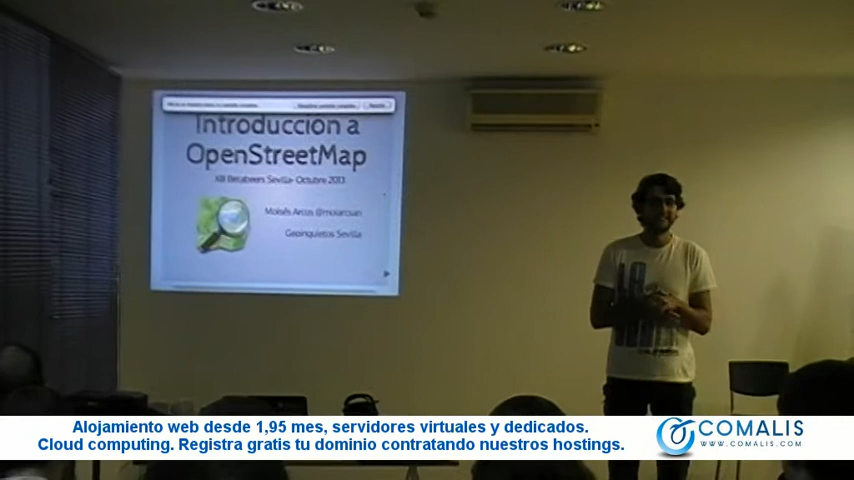 Introducción a
OpenStreetMap
XIII Betabeers Sevilla- Octubre 2013
Moisés Arcos @moiarcsan
Geoinquietos Sevilla
Alojamiento web desde 1,95 mes, servidores virtuales y dedicados.
Cloud computing. Registra gratis tu dominio contratando nuestros hostings.
COMALIS
WWW.COMALIS.COM